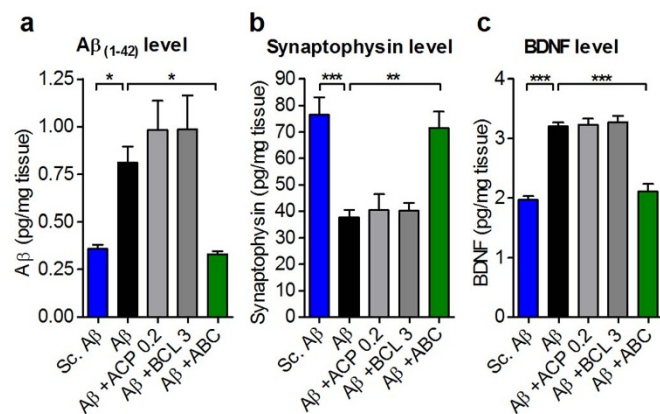 a
Aβ(1-42) level
* *
Aβ (pg/mg tissue)
1.25
1.00
0.75
0.50
0.25
0.00
Sc. Aβ
Aβ
Aβ +ACP 0.2
Aβ +BCL 3
Aβ +ABC
b
Synaptophysin level
*** **
Synaptophysin (pg/mg tissue)
90
80
70
60
50
40
30
20
10
0
Sc. Aβ
Aβ
Aβ +ACP 0.2
Aβ +BCL 3
Aβ +ABC
c
BDNF level
*** ***
BDNF (pg/mg tissue)
4
3
2
1
0
Sc. Aβ
Aβ
Aβ +ACP 0.2
Aβ +BCL 3
Aβ +ABC